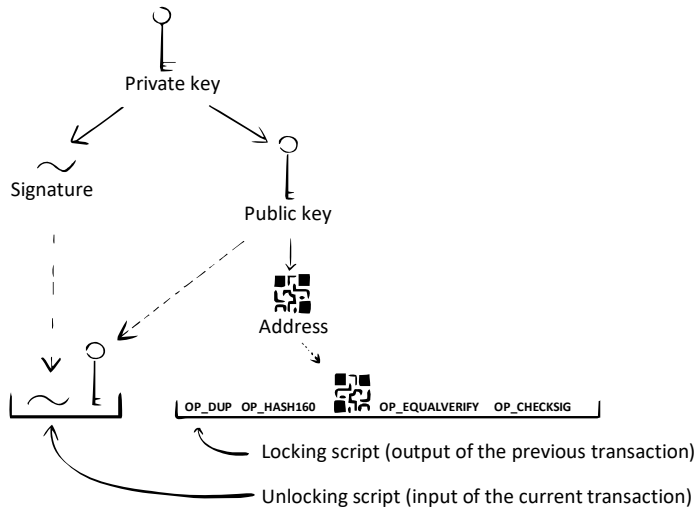 Private key
Signature
Public key
Address
OP_DUP OP_HASH160 OP_EQUALVERIFY OP_CHECKSIG
Locking script (output of the previous transaction)
Unlocking script (input of the current transaction)